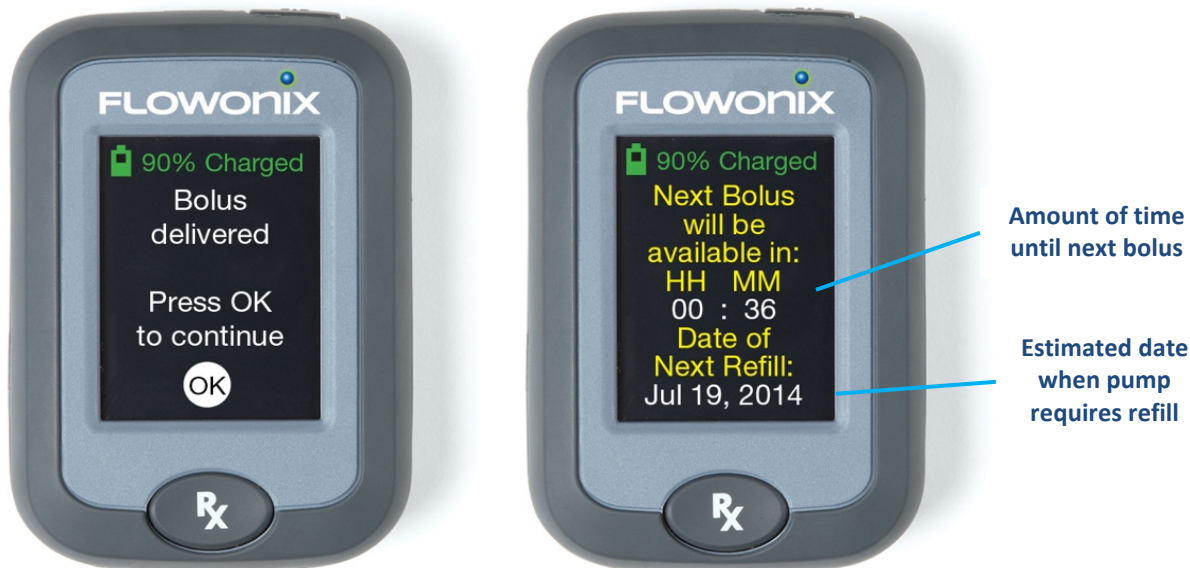 FLOWONIX
90% Charged
Bolus
delivered
Press OK
to continue
OK
Rx
FLOWONIX
90% Charged
Next Bolus
will be
available in:
HH MM
00 : 36
Date of
Next Refill:
Jul 19, 2014
Rx
Amount of time
until next bolus
Estimated date
when pump
requires refill